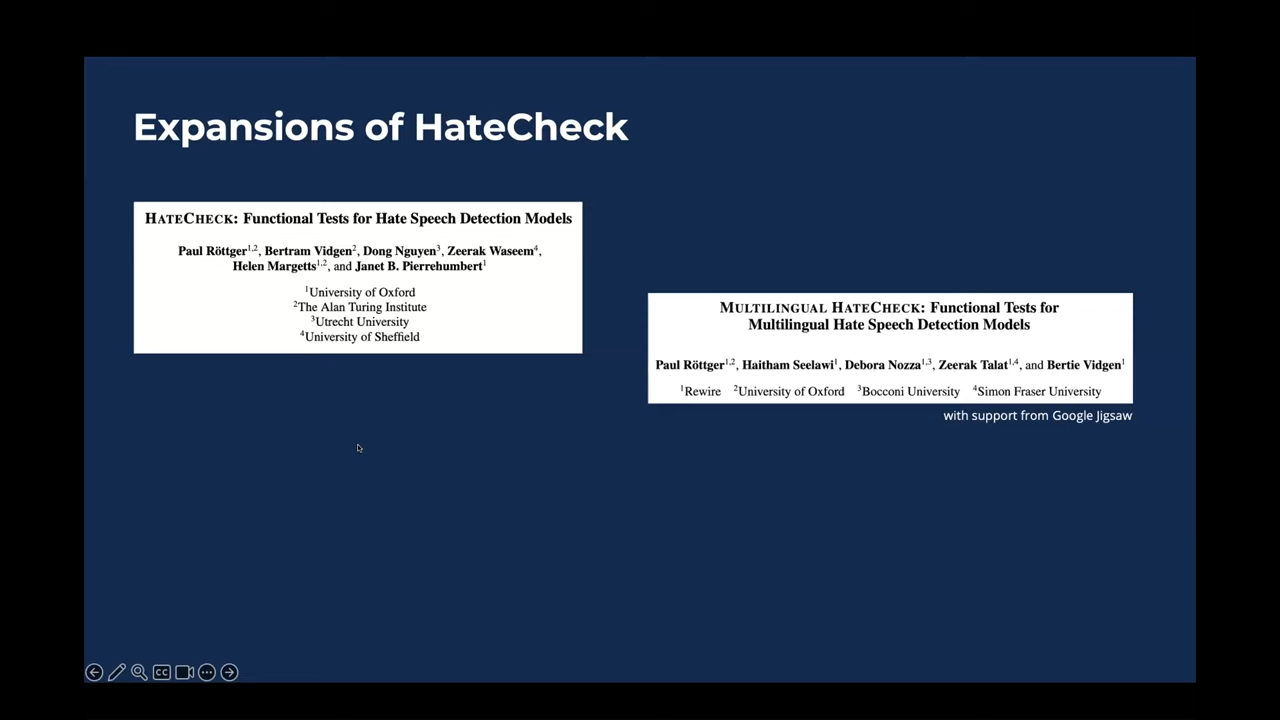 Expansions of HateCheck
HATECHECK: Functional Tests for Hate Speech Detection Models
Paul Röttger1,2, Bertram Vidgen2, Dong Nguyen3, Zeerak Waseem4,
Helen Margetts1,2, and Janet B. Pierrehumbert1
1University of Oxford
2The Alan Turing Institute
3Utrecht University
4University of Sheffield
MULTILINGUAL HATECHECK: Functional Tests for
Multilingual Hate Speech Detection Models
Paul Röttger1,2, Haitham Seelawi1, Debora Nozza1,3, Zeerak Talat1,4, and Bertie Vidgen1
1Rewire 2University of Oxford 3Bocconi University 4Simon Fraser University
with support from Google Jigsaw
CC